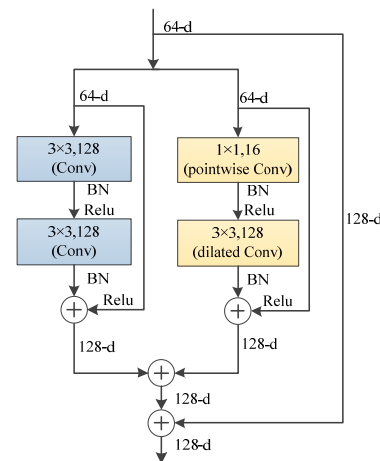 64-d
64-d
64-d
3×3,128
(Conv)
1×1,16
(pointwise Conv)
BN
Relu
BN
Relu
128-d
3×3,128
(Conv)
3×3,128
(dilated Conv)
BN
Relu
BN
Relu
128-d
128-d
128-d
128-d